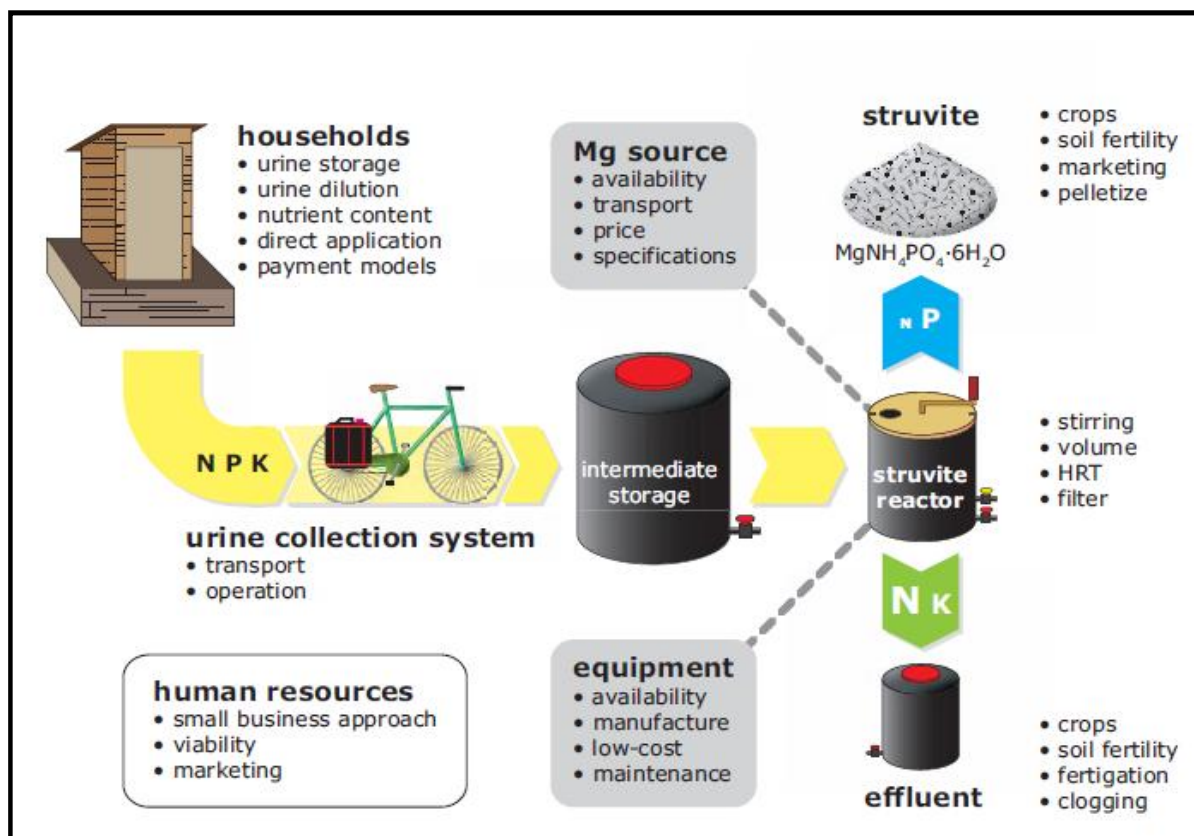 households
• urine storage
• urine dilution
• nutrient content
• direct application
• payment models
Mg source
• availability
• transport
• price
• specifications
struvite
MgNH₄PO₄·6H₂O
• crops
• soil fertility
• marketing
• pelletize
N P
N P K
urine collection system
• transport
• operation
intermediate
storage
struvite
reactor
• stirring
• volume
• HRT
• filter
N K
human resources
• small business approach
• viability
• marketing
equipment
• availability
• manufacture
• low-cost
• maintenance
effluent
• crops
• soil fertility
• fertigation
• clogging